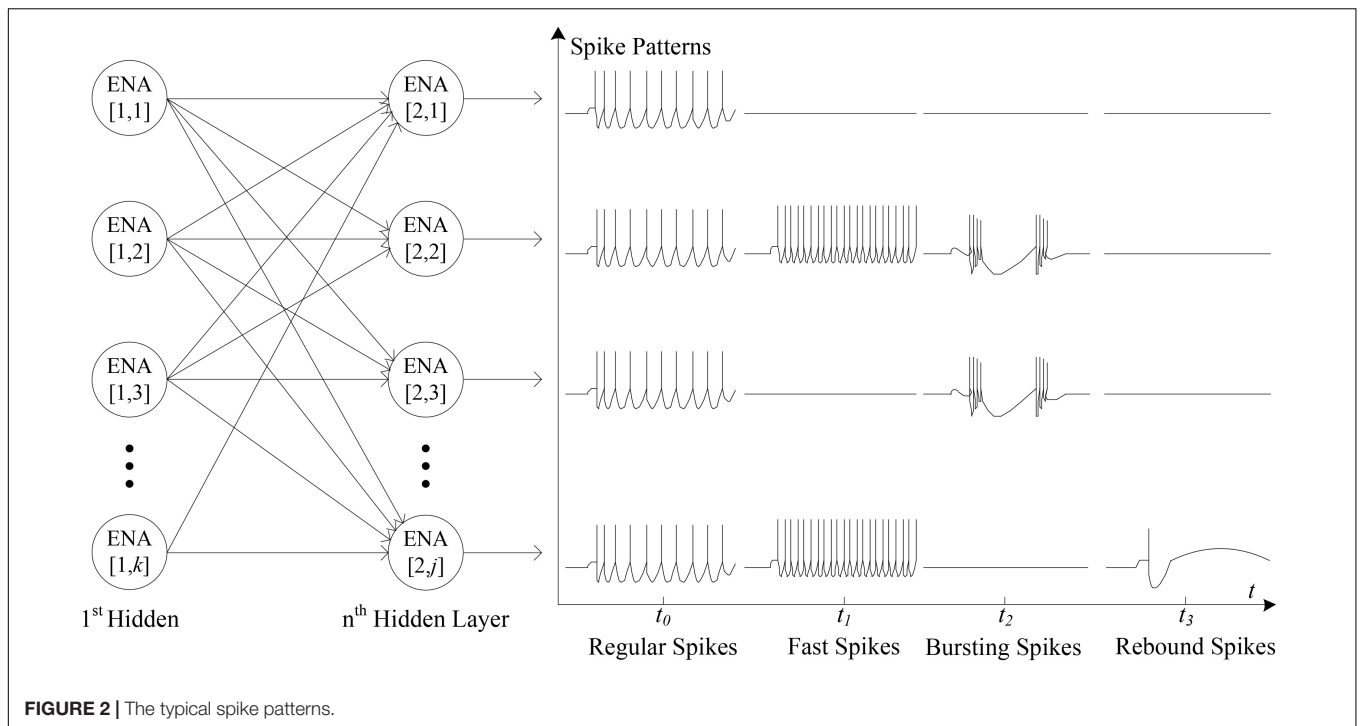 Spike Patterns
ENA
[1,1]
ENA
[2,1]
ENA
[1,2]
ENA
[2,2]
ENA
[1,3]
ENA
[2,3]
ENA
[1,k]
ENA
[2,j]
1st Hidden
nth Hidden Layer
t
t0
t1
t2
t3
Regular Spikes
Fast Spikes
Bursting Spikes
Rebound Spikes
FIGURE 2 | The typical spike patterns.